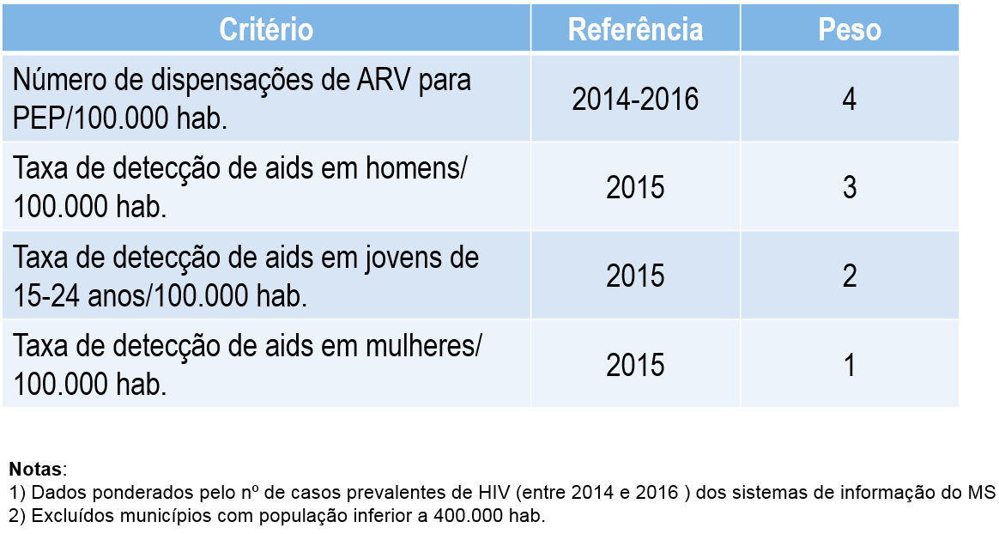 Critério Referência Peso
Número de dispensações de ARV para
PEP/100.000 hab. 2014-2016 4
Taxa de detecção de aids em homens/
100.000 hab. 2015 3
Taxa de detecção de aids em jovens de
15-24 anos/100.000 hab. 2015 2
Taxa de detecção de aids em mulheres/
100.000 hab. 2015 1
Notas:
1) Dados ponderados pelo nº de casos prevalentes de HIV (entre 2014 e 2016 ) dos sistemas de informação do MS
2) Excluídos municípios com população inferior a 400.000 hab.